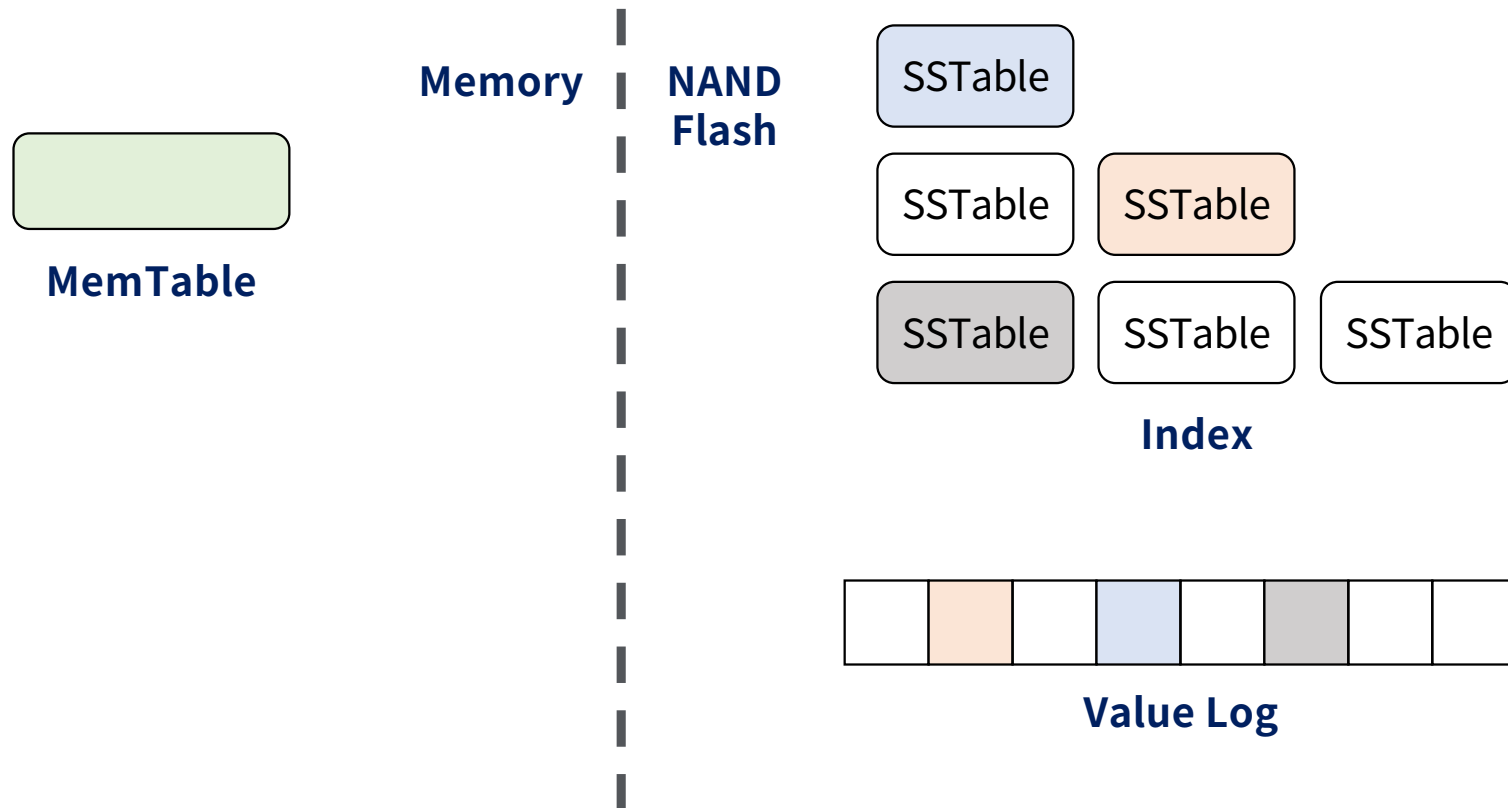 Memory
NAND
Flash
MemTable
SSTable
SSTable SSTable
SSTable SSTable SSTable
Index
Value Log